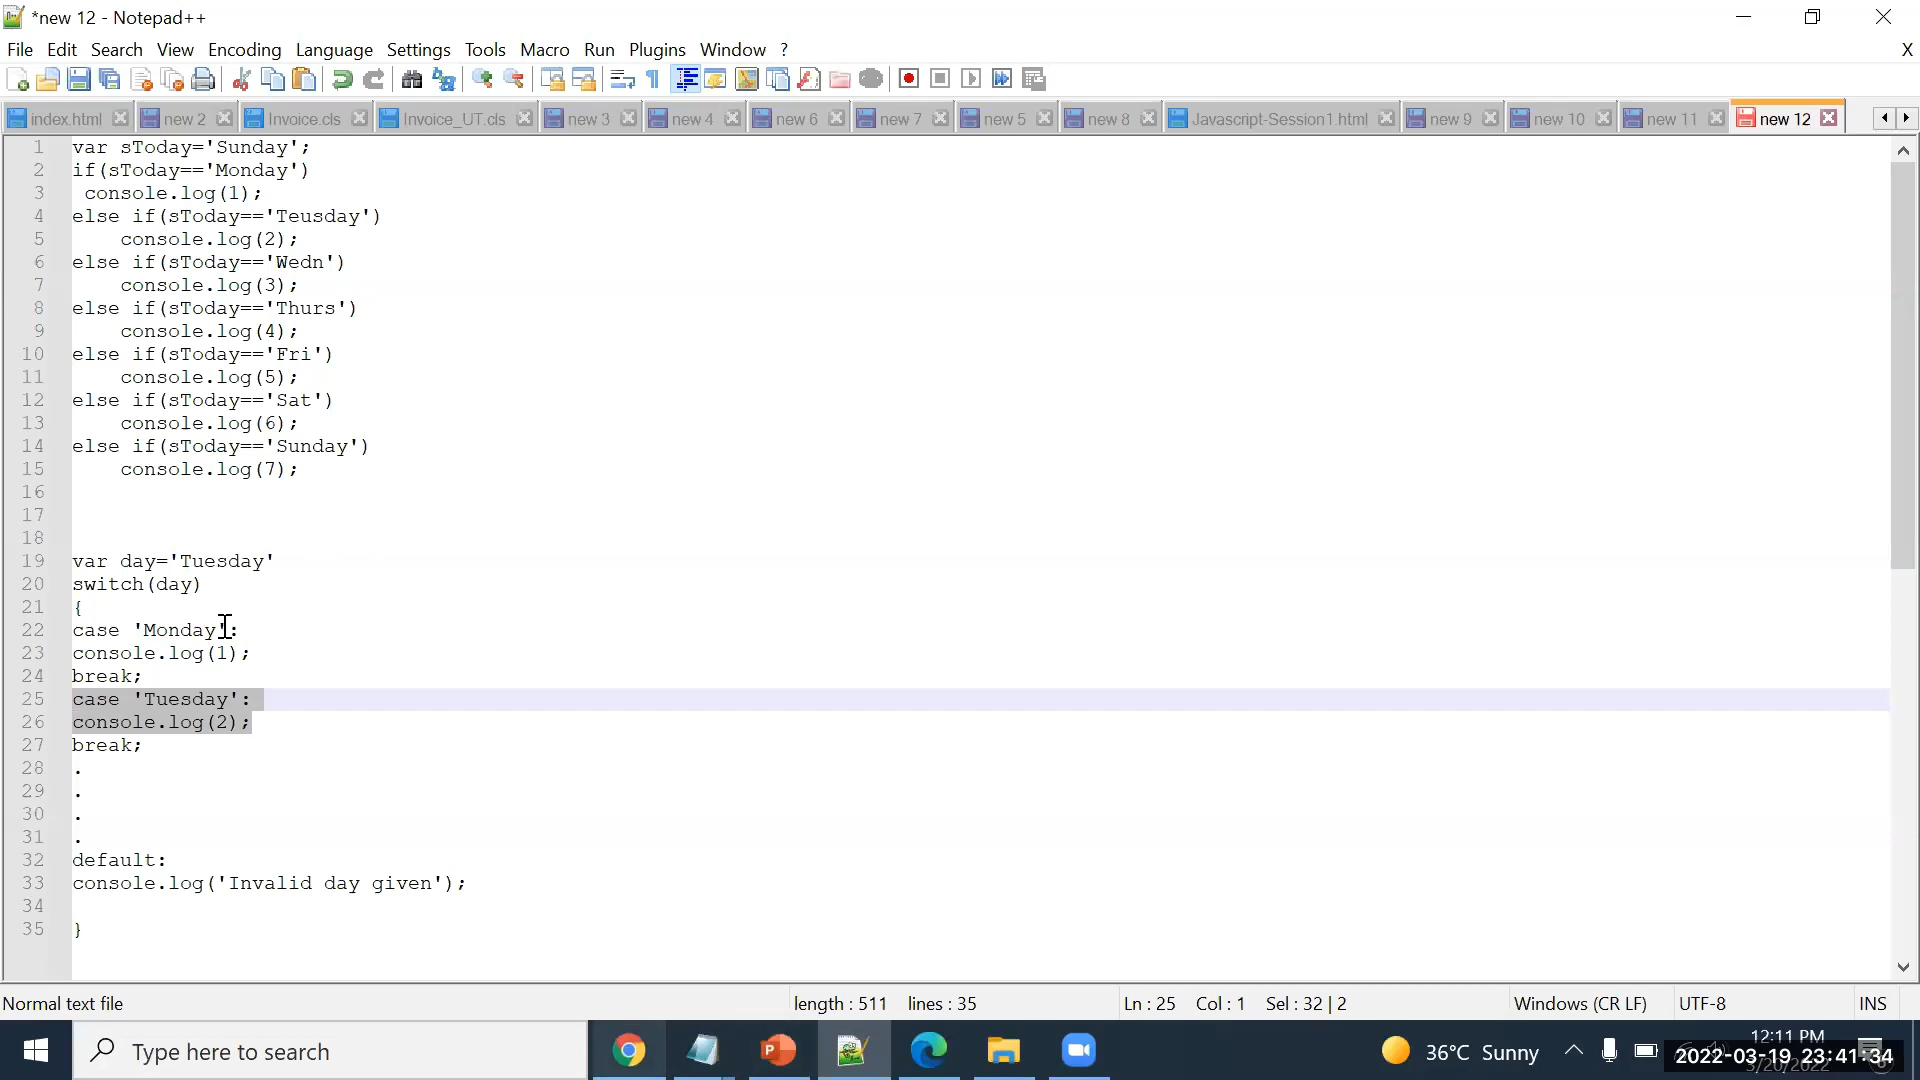 *new 12 - Notepad++
File Edit Search View Encoding Language Settings Tools Macro Run Plugins Window ? X
index.html new 2 Invoice.cls Invoice_UT.cls new 3 new 4 new 6 new 7 new 5 new 8 Javascript-Session1.html new 9 new 10 new 11 new 12
1 var sToday='Sunday';
2 if(sToday=='Monday')
3 console.log(1);
4 else if(sToday=='Teusday')
5 console.log(2);
6 else if(sToday=='Wedn')
7 console.log(3);
8 else if(sToday=='Thurs')
9 console.log(4);
10 else if(sToday=='Fri')
11 console.log(5);
12 else if(sToday=='Sat')
13 console.log(6);
14 else if(sToday=='Sunday')
15 console.log(7);
16
17
18
19 var day='Tuesday'
20 switch(day)
21 {
22 case 'Monday':
23 console.log(1);
24 break;
25 case 'Tuesday':
26 console.log(2);
27 break;
28 .
29 .
30 .
31 .
32 default:
33 console.log('Invalid day given');
34
35 }
Normal text file length : 511 lines : 35 Ln : 25 Col : 1 Sel : 32 | 2 Windows (CR LF) UTF-8 INS
Type here to search 36°C Sunny 12:11 PM
2022-03-19 23:41:34
3/20/2022